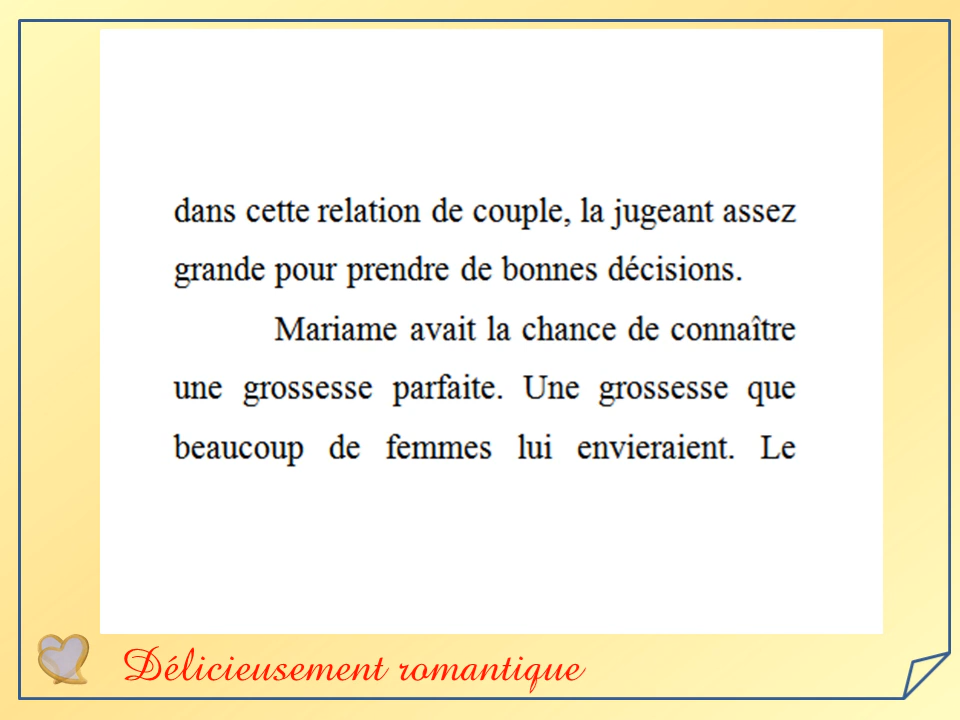 dans cette relation de couple, la jugeant assez
grande pour prendre de bonnes décisions.
Mariame avait la chance de connaître
une grossesse parfaite. Une grossesse que
beaucoup de femmes lui envieraient. Le
Délicieusement romantique